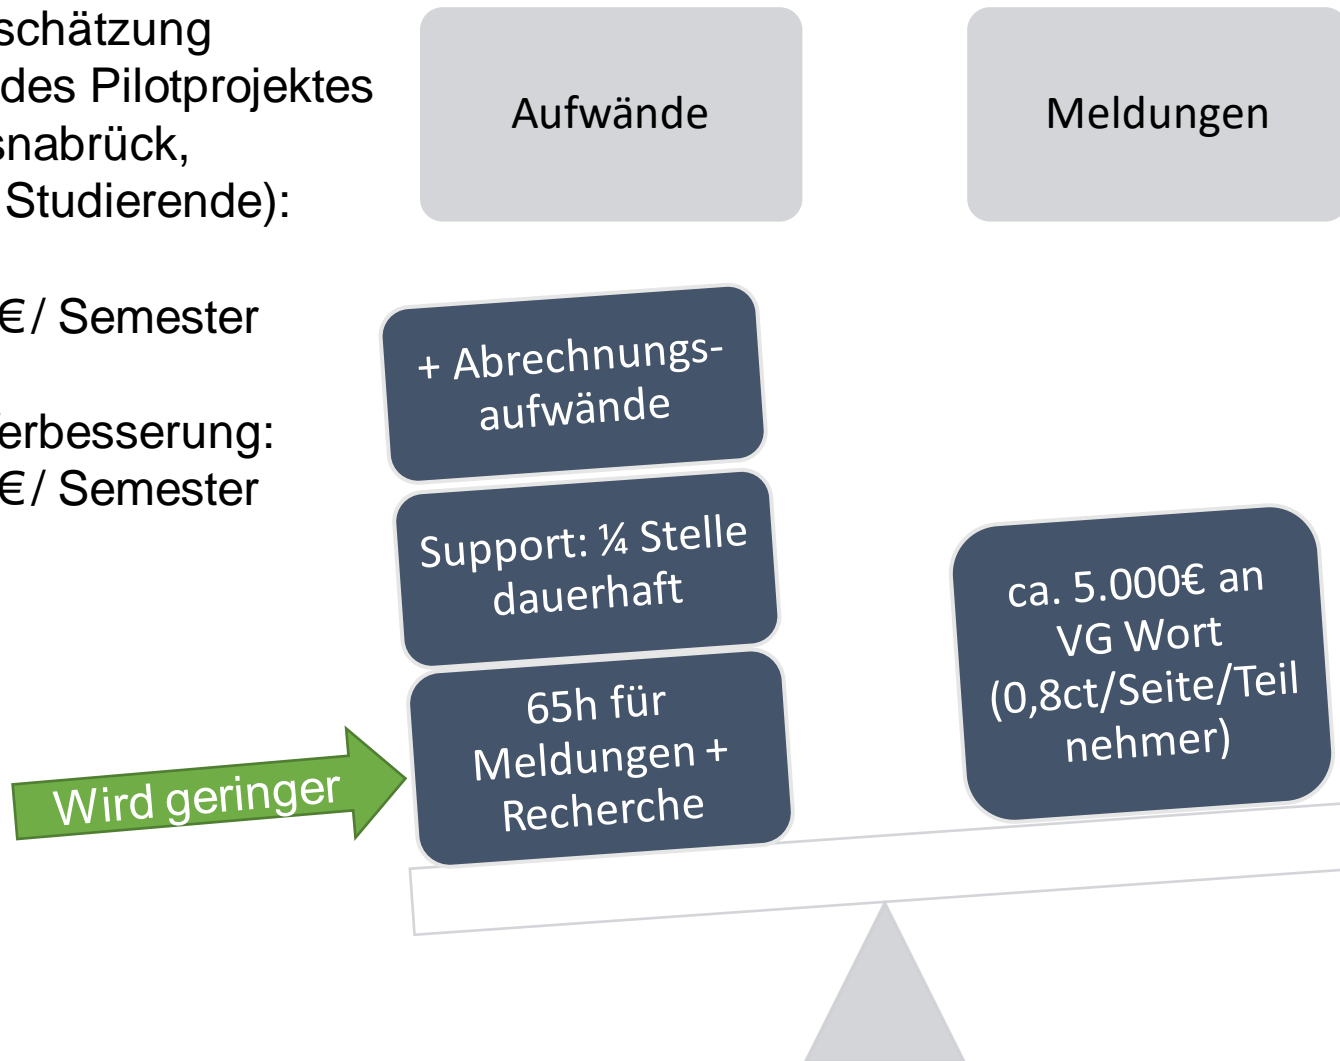 schätzung
des Pilotprojektes
snabrück,
Studierende):
€/ Semester
erbesserung:
€/ Semester
Aufwände
Meldungen
+ Abrechnungs-
aufwände
Support: ¼ Stelle
dauerhaft
65h für
Meldungen +
Recherche
Wird geringer
ca. 5.000€ an
VG Wort
(0,8ct/Seite/Teil
nehmer)